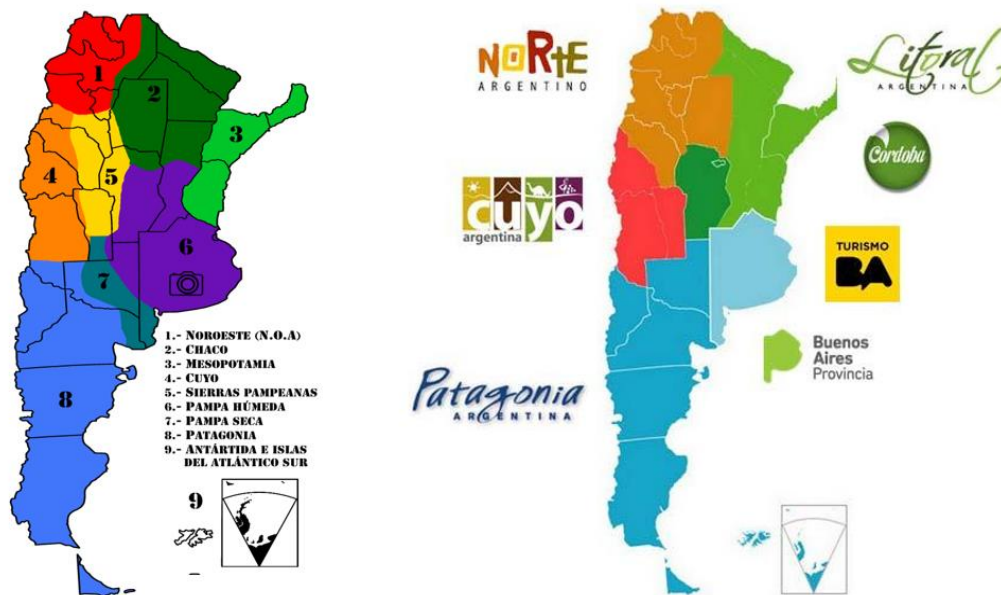 1
2
3
4
5
6
7
8
1.- NOROESTE (N.O.A)
2.- CHACO
3.- MESOPOTAMIA
4.- CUYO
5.- SIERRAS PAMPEANAS
6.- PAMPA HÚMEDA
7.- PAMPA SECA
8.- PATAGONIA
9.- ANTÁRTIDA E ISLAS
DEL ATLÁNTICO SUR
9
NORTE
ARGENTINO
Litoral
ARGENTINA
Córdoba
cuyo
argentina
TURISMO
BA
Buenos
Aires
Provincia
Patagonia
ARGENTINA